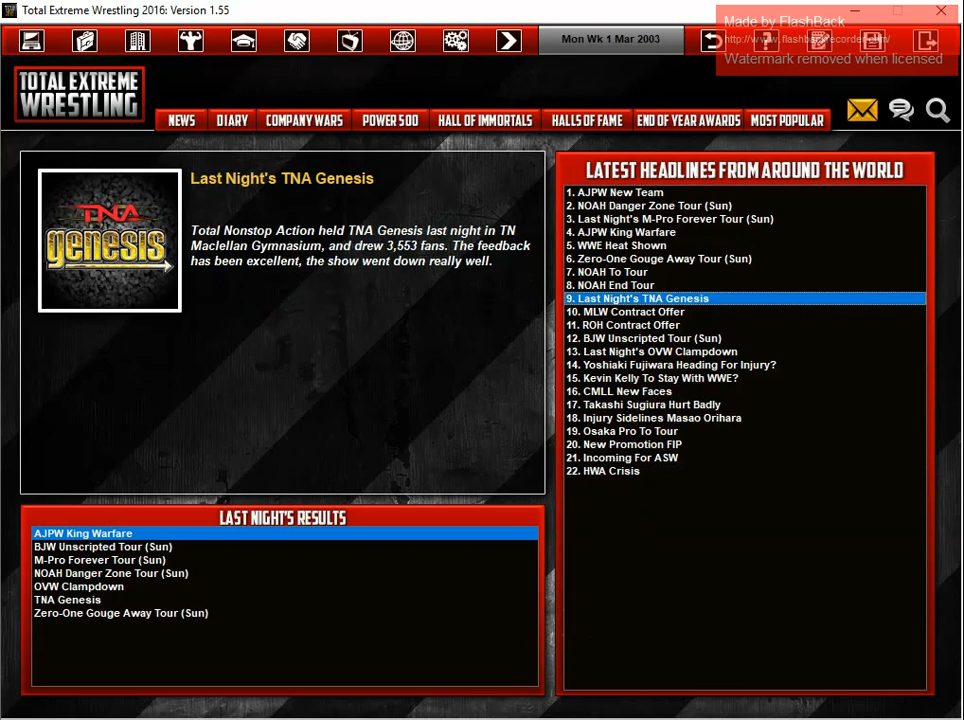 Total Extreme Wrestling 2016: Version 1.55
Made by FlashBack
Mon Wk 1 Mar 2003
http://www.flashbackrecorder.com/
Watermark removed when licensed
TOTAL EXTREME
WRESTLING
NEWS
DIARY
COMPANY WARS
POWER 500
HALL OF IMMORTALS
HALLS OF FAME
END OF YEAR AWARDS
MOST POPULAR
TNA
genesis
Last Night's TNA Genesis
Total Nonstop Action held TNA Genesis last night in TN
Maclellan Gymnasium, and drew 3,553 fans. The feedback
has been excellent, the show went down really well.
LATEST HEADLINES FROM AROUND THE WORLD
1. AJPW New Team
2. NOAH Danger Zone Tour (Sun)
3. Last Night's M-Pro Forever Tour (Sun)
4. AJPW King Warfare
5. WWE Heat Shown
6. Zero-One Gouge Away Tour (Sun)
7. NOAH To Tour
8. NOAH End Tour
9. Last Night's TNA Genesis
10. MLW Contract Offer
11. ROH Contract Offer
12. BJW Unscripted Tour (Sun)
13. Last Night's OVW Clampdown
14. Yoshiaki Fujiwara Heading For Injury?
15. Kevin Kelly To Stay With WWE?
16. CMLL New Faces
17. Takashi Sugiura Hurt Badly
18. Injury Sidelines Masao Orihara
19. Osaka Pro To Tour
20. New Promotion FIP
21. Incoming For ASW
22. HWA Crisis
LAST NIGHT'S RESULTS
AJPW King Warfare
BJW Unscripted Tour (Sun)
M-Pro Forever Tour (Sun)
NOAH Danger Zone Tour (Sun)
OVW Clampdown
TNA Genesis
Zero-One Gouge Away Tour (Sun)